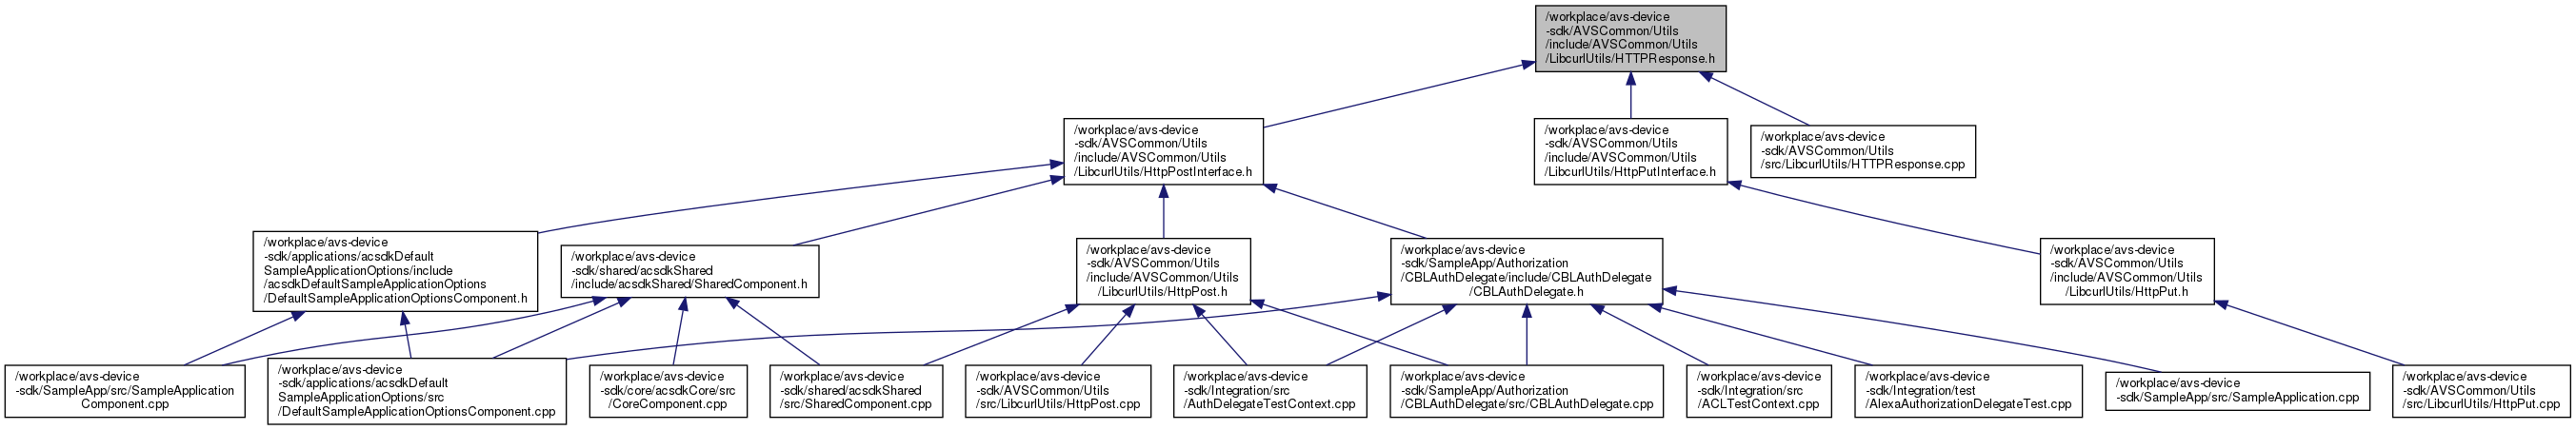 /workplace/avs-device
-sdk/AVSCommon/Utils
/include/AVSCommon/Utils
/LibcurlUtils/HTTPResponse.h
/workplace/avs-device
-sdk/AVSCommon/Utils
/include/AVSCommon/Utils
/LibcurlUtils/HttpPostInterface.h
/workplace/avs-device
-sdk/AVSCommon/Utils
/include/AVSCommon/Utils
/LibcurlUtils/HttpPutInterface.h
/workplace/avs-device
-sdk/AVSCommon/Utils
/src/LibcurlUtils/HTTPResponse.cpp
/workplace/avs-device
-sdk/applications/acsdkDefault
SampleApplicationOptions/include
/acsdkDefaultSampleApplicationOptions
/DefaultSampleApplicationOptionsComponent.h
/workplace/avs-device
-sdk/shared/acsdkShared
/include/acsdkShared/SharedComponent.h
/workplace/avs-device
-sdk/AVSCommon/Utils
/include/AVSCommon/Utils
/LibcurlUtils/HttpPost.h
/workplace/avs-device
-sdk/SampleApp/Authorization
/CBLAuthDelegate/include/CBLAuthDelegate
/CBLAuthDelegate.h
/workplace/avs-device
-sdk/AVSCommon/Utils
/include/AVSCommon/Utils
/LibcurlUtils/HttpPut.h
/workplace/avs-device
-sdk/SampleApp/src/SampleApplication
Component.cpp
/workplace/avs-device
-sdk/applications/acsdkDefault
SampleApplicationOptions/src
/DefaultSampleApplicationOptionsComponent.cpp
/workplace/avs-device
-sdk/core/acsdkCore/src
/CoreComponent.cpp
/workplace/avs-device
-sdk/shared/acsdkShared
/src/SharedComponent.cpp
/workplace/avs-device
-sdk/AVSCommon/Utils
/src/LibcurlUtils/HttpPost.cpp
/workplace/avs-device
-sdk/Integration/src
/AuthDelegateTestContext.cpp
/workplace/avs-device
-sdk/SampleApp/Authorization
/CBLAuthDelegate/src/CBLAuthDelegate.cpp
/workplace/avs-device
-sdk/Integration/src
/ACLTestContext.cpp
/workplace/avs-device
-sdk/Integration/test
/AlexaAuthorizationDelegateTest.cpp
/workplace/avs-device
-sdk/SampleApp/src/SampleApplication.cpp
/workplace/avs-device
-sdk/AVSCommon/Utils
/src/LibcurlUtils/HttpPut.cpp